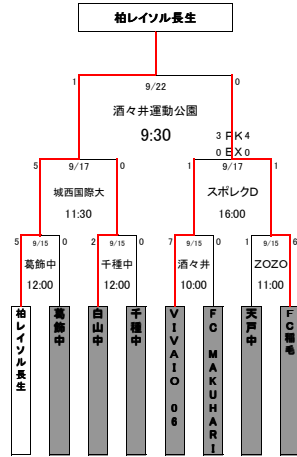 柏レイソル長生
1 9/22 0
酒々井運動公園
9:30
3 PK 4
0 EX 0
5 9/17 0 1 9/17 1
城西国際大 スポレクD
11:30 16:00
5 9/15 0 2 9/15 0 7 9/15 0 1 9/15 6
葛飾中 千種中 酒々井 ZOZO
12:00 12:00 10:00 11:00
柏レイソル長生
葛飾中
白山中
千種中
VIVAIO 06
FC MAKUHARI
天戸中
FC稲毛